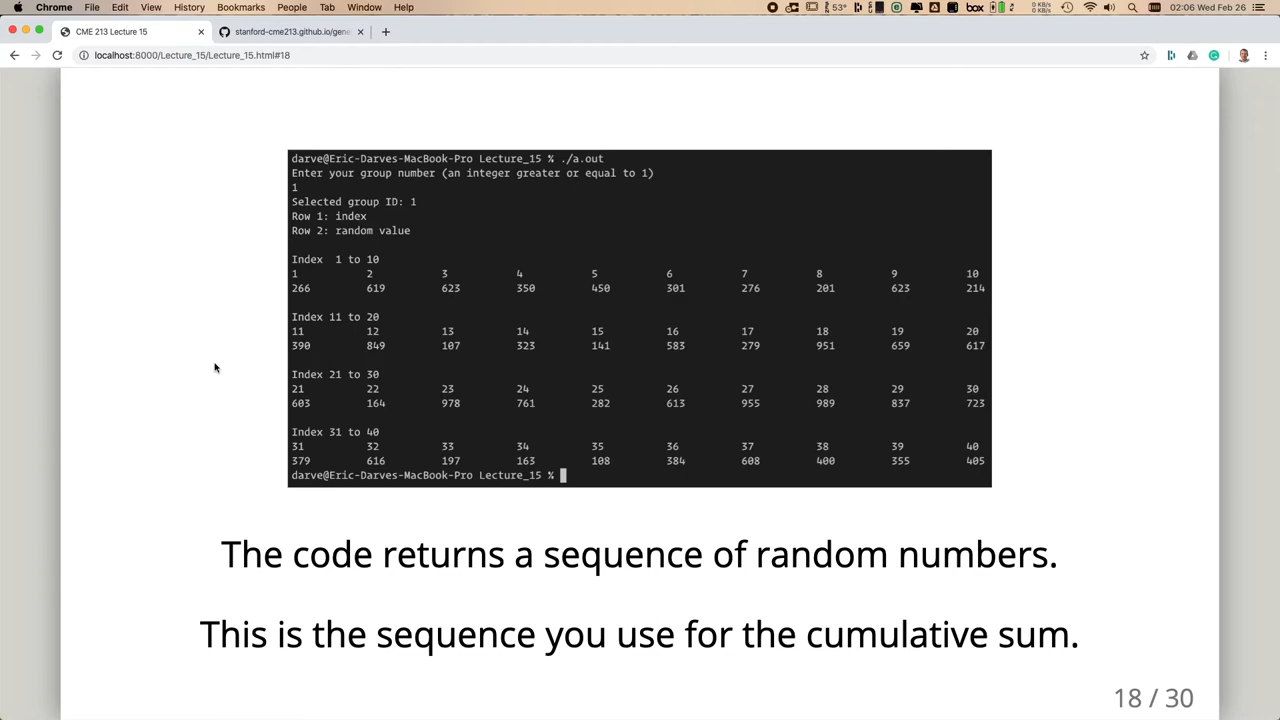 Chrome File Edit View History Bookmarks People Tab Window Help 53° box 0 KB/s 0 KB/s 02:06 Wed Feb 26
CME 213 Lecture 15 stanford-cme213.github.io/gene
localhost:8000/Lecture_15/Lecture_15.html#18
darve@Eric-Darves-MacBook-Pro Lecture_15 % ./a.out
Enter your group number (an integer greater or equal to 1)
1
Selected group ID: 1
Row 1: index
Row 2: random value
Index 1 to 10
1 2 3 4 5 6 7 8 9 10
266 619 623 350 450 301 276 201 623 214
Index 11 to 20
11 12 13 14 15 16 17 18 19 20
390 849 107 323 141 583 279 951 659 617
Index 21 to 30
21 22 23 24 25 26 27 28 29 30
603 164 978 761 282 613 955 989 837 723
Index 31 to 40
31 32 33 34 35 36 37 38 39 40
379 616 197 163 108 384 608 400 355 405
darve@Eric-Darves-MacBook-Pro Lecture_15 %
The code returns a sequence of random numbers.
This is the sequence you use for the cumulative sum.
18 / 30